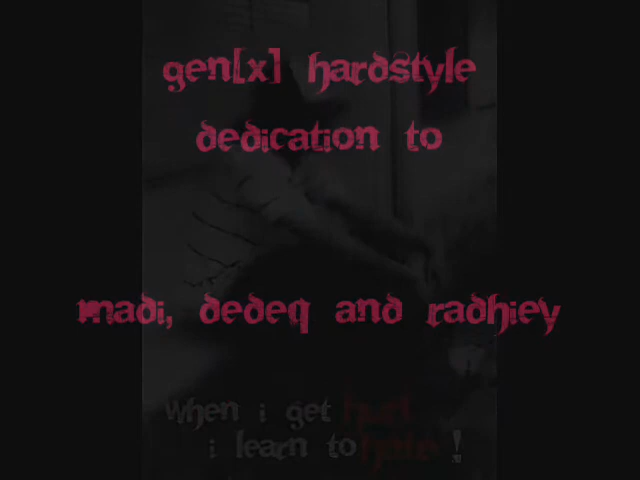 gen[x] hardstyle
dedication to
madi, dedeq and radhiey
when i get hurt
i learn to hate !